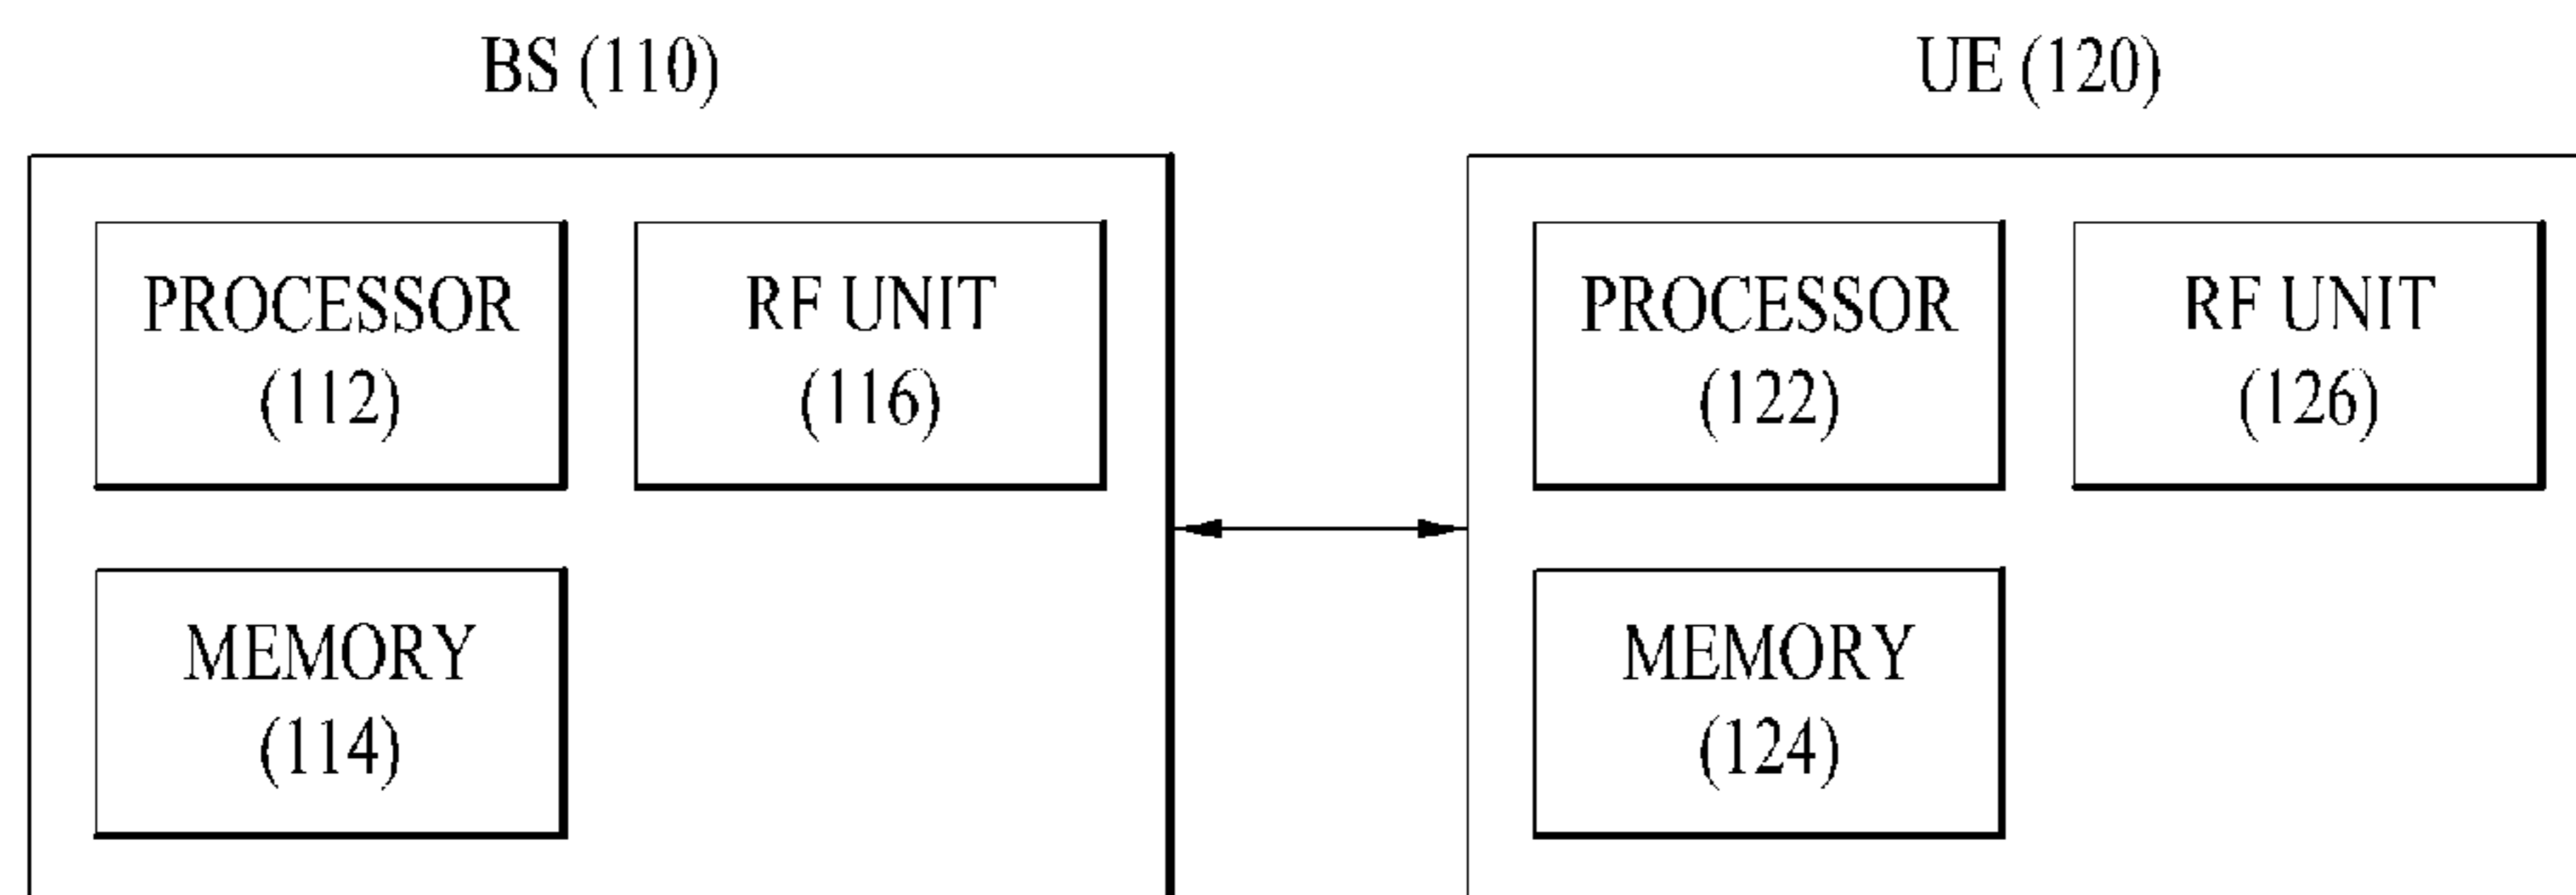 BS (110)
PROCESSOR
(112)
RF UNIT
(116)
MEMORY
(114)
UE (120)
PROCESSOR
(122)
RF UNIT
(126)
MEMORY
(124)